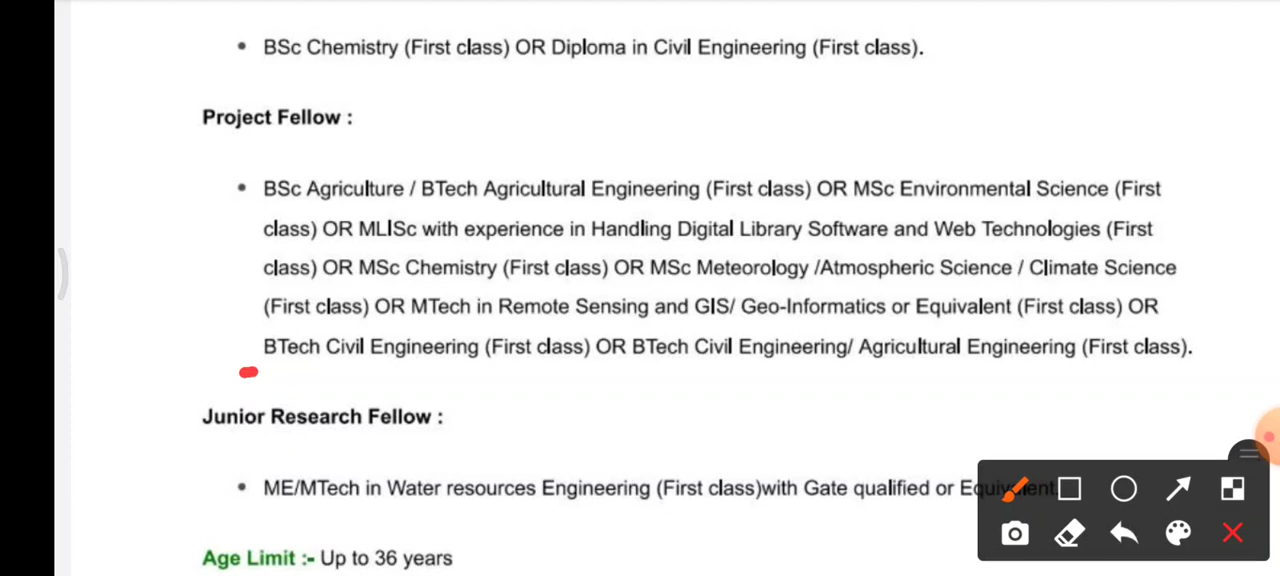 • BSc Chemistry (First class) OR Diploma in Civil Engineering (First class).
Project Fellow :
• BSc Agriculture / BTech Agricultural Engineering (First class) OR MSc Environmental Science (First
class) OR MLISc with experience in Handling Digital Library Software and Web Technologies (First
class) OR MSc Chemistry (First class) OR MSc Meteorology /Atmospheric Science / Climate Science
(First class) OR MTech in Remote Sensing and GIS/ Geo-Informatics or Equivalent (First class) OR
BTech Civil Engineering (First class) OR BTech Civil Engineering/ Agricultural Engineering (First class).
Junior Research Fellow :
• ME/MTech in Water resources Engineering (First class)with Gate qualified or Equivalent
Age Limit :- Up to 36 years